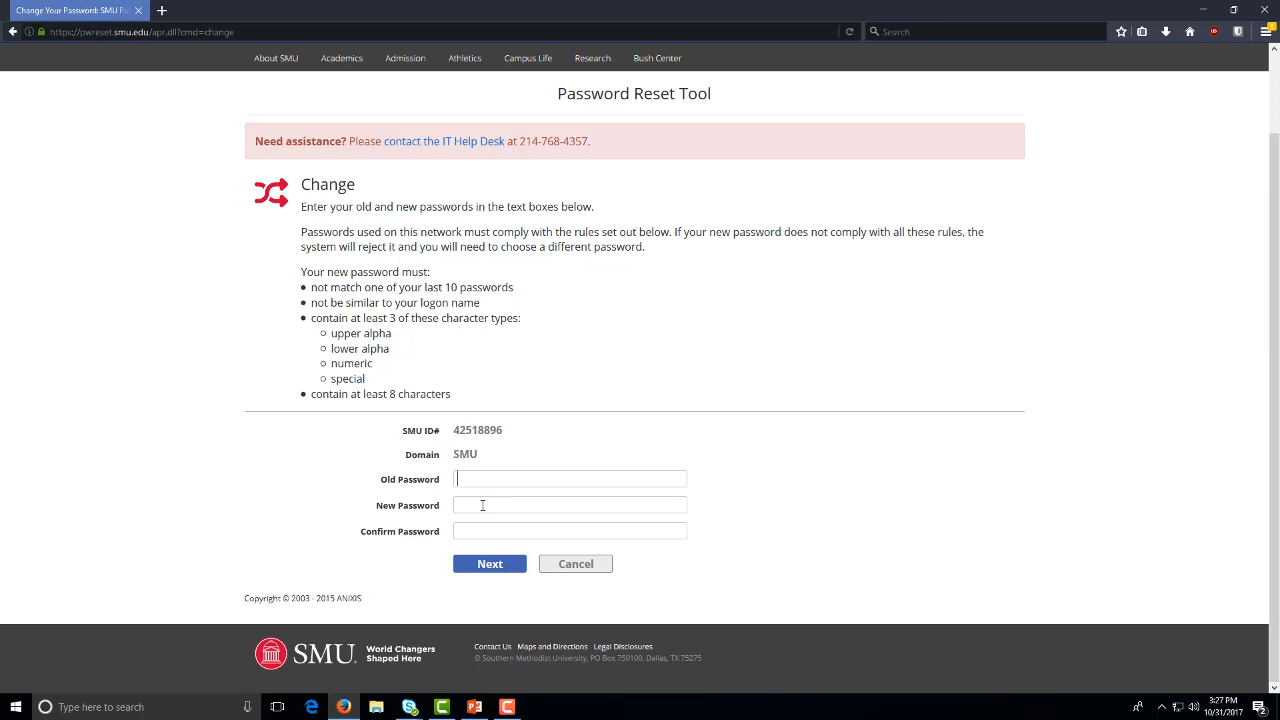 Change Your Password: SMU Pa
https://pwreset.smu.edu/apr.dll?cmd=change
Search
About SMU Academics Admission Athletics Campus Life Research Bush Center
Password Reset Tool
Need assistance? Please contact the IT Help Desk at 214-768-4357.
Change
Enter your old and new passwords in the text boxes below.
Passwords used on this network must comply with the rules set out below. If your new password does not comply with all these rules, the
system will reject it and you will need to choose a different password.
Your new password must:
not match one of your last 10 passwords
not be similar to your logon name
contain at least 3 of these character types:
upper alpha
lower alpha
numeric
special
contain at least 8 characters
SMU ID# 42518896
Domain SMU
Old Password
New Password
Confirm Password
Next Cancel
Copyright © 2003 - 2015 ANIXIS
SMU. World Changers
Shaped Here
Contact Us Maps and Directions Legal Disclosures
© Southern Methodist University, PO Box 750100, Dallas, TX 75275
Type here to search
3:27 PM
10/31/2017
2